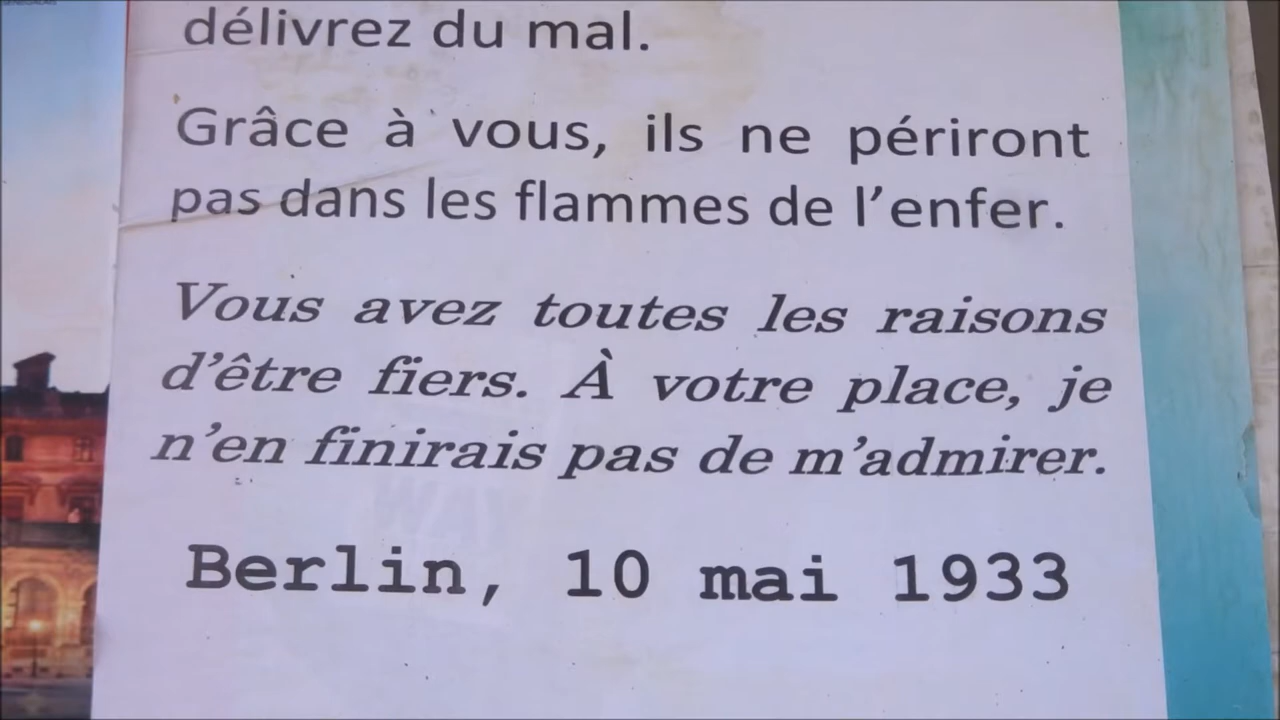 délivrez du mal.
Grâce à vous, ils ne périront
pas dans les flammes de l’enfer.
Vous avez toutes les raisons
d’être fiers. À votre place, je
n’en finirais pas de m’admirer.
Berlin, 10 mai 1933